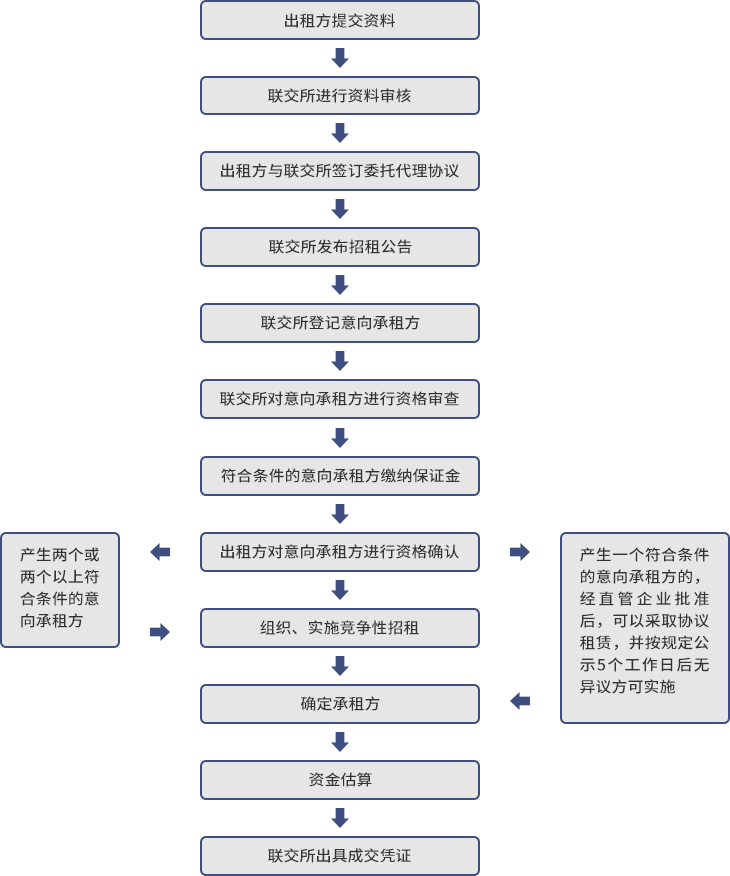 出租方提交资料
联交所进行资料审核
出租方与联交所签订委托代理协议
联交所发布招租公告
联交所登记意向承租方
联交所对意向承租方进行资格审查
符合条件的意向承租方缴纳保证金
出租方对意向承租方进行资格确认
产生两个或
两个以上符
合条件的意
向承租方
产生一个符合条件
的意向承租方的，
经直管企业批准
后，可以采取协议
租赁，并按规定公
示5个工作日后无
异议方可实施
组织、实施竞争性招租
确定承租方
资金估算
联交所出具成交凭证